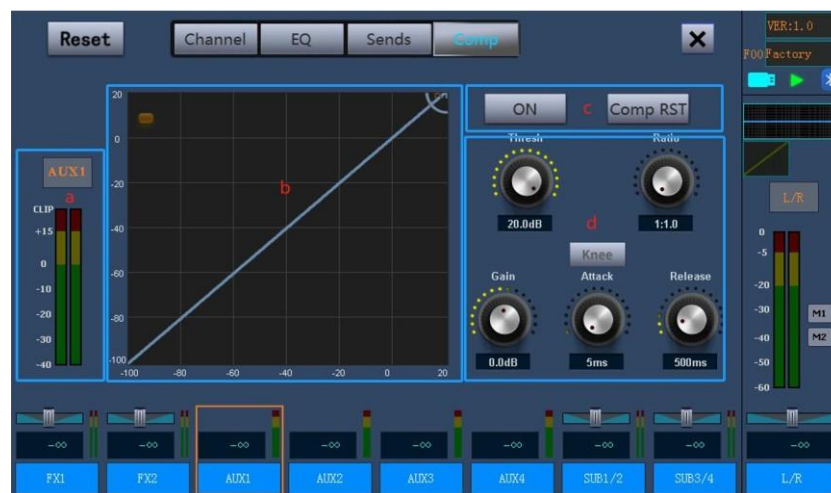 VER:1.0
F00Factory
Reset
Channel
EQ
Sends
Comp
20
0
-20
-40
-60
-80
-100
-100
-80
-60
-40
-20
0
20
b
ON
c
Comp RST
AUX1
a
CLIP
+15
0
-10
-20
-30
-40
Thresh
Ratio
20.0dB
d
1:1.0
Knee
Gain
Attack
Release
0.0dB
5ms
500ms
L/R
0
-5
-20
-30
-40
-50
-60
M1
M2
-∞
-∞
-∞
-∞
-∞
-∞
-∞
-∞
-∞
FX1
FX2
AUX1
AUX2
AUX3
AUX4
SUB1/2
SUB3/4
L/R